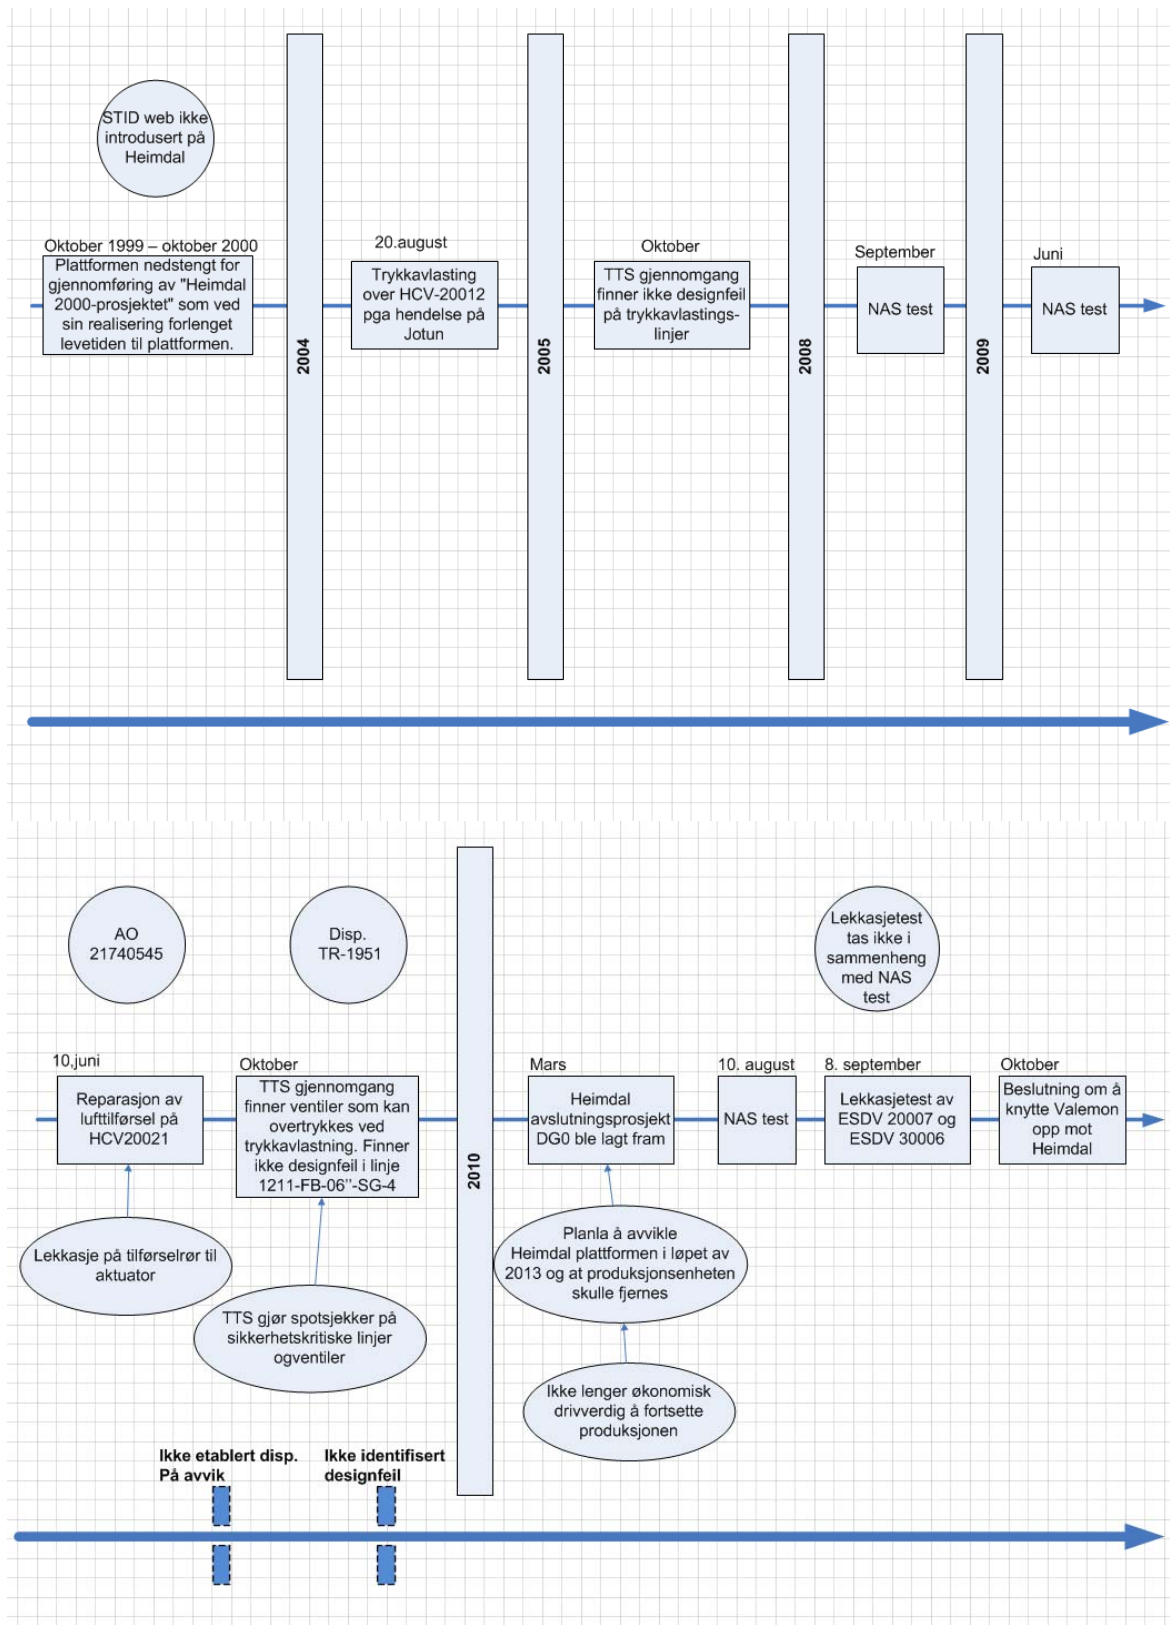 STID web ikke
introdusert på
Heimdal
Oktober 1999 – oktober 2000
Plattformen nedstengt for
gjennomføring av "Heimdal
2000-prosjektet" som ved
sin realisering forlenget
levetiden til plattformen.
2004
20.august
Trykkavlasting
over HCV-20012
pga hendelse på
Jotun
2005
Oktober
TTS gjennomgang
finner ikke designfeil
på trykkavlastings-
linjer
2008
September
NAS test
2009
Juni
NAS test
AO
21740545
Disp.
TR-1951
Lekkasjetest
tas ikke i
sammenheng
med NAS
test
10,juni
Reparasjon av
lufttilførsel på
HCV20021
Oktober
TTS gjennomgang
finner ventiler som kan
overtrykkes ved
trykkavlastning. Finner
ikke designfeil i linje
1211-FB-06’’-SG-4
2010
Mars
Heimdal
avslutningsprosjekt
DG0 ble lagt fram
10. august
NAS test
8. september
Lekkasjetest av
ESDV 20007 og
ESDV 30006
Oktober
Beslutning om å
knytte Valemon
opp mot
Heimdal
Lekkasje på tilførselrør til
aktuator
TTS gjør spotsjekker på
sikkerhetskritiske linjer
ogventiler
Planla å avvikle
Heimdal plattformen i løpet av
2013 og at produksjonsenheten
skulle fjernes
Ikke lenger økonomisk
drivverdig å fortsette
produksjonen
Ikke etablert disp.
På avvik
Ikke identifisert
designfeil